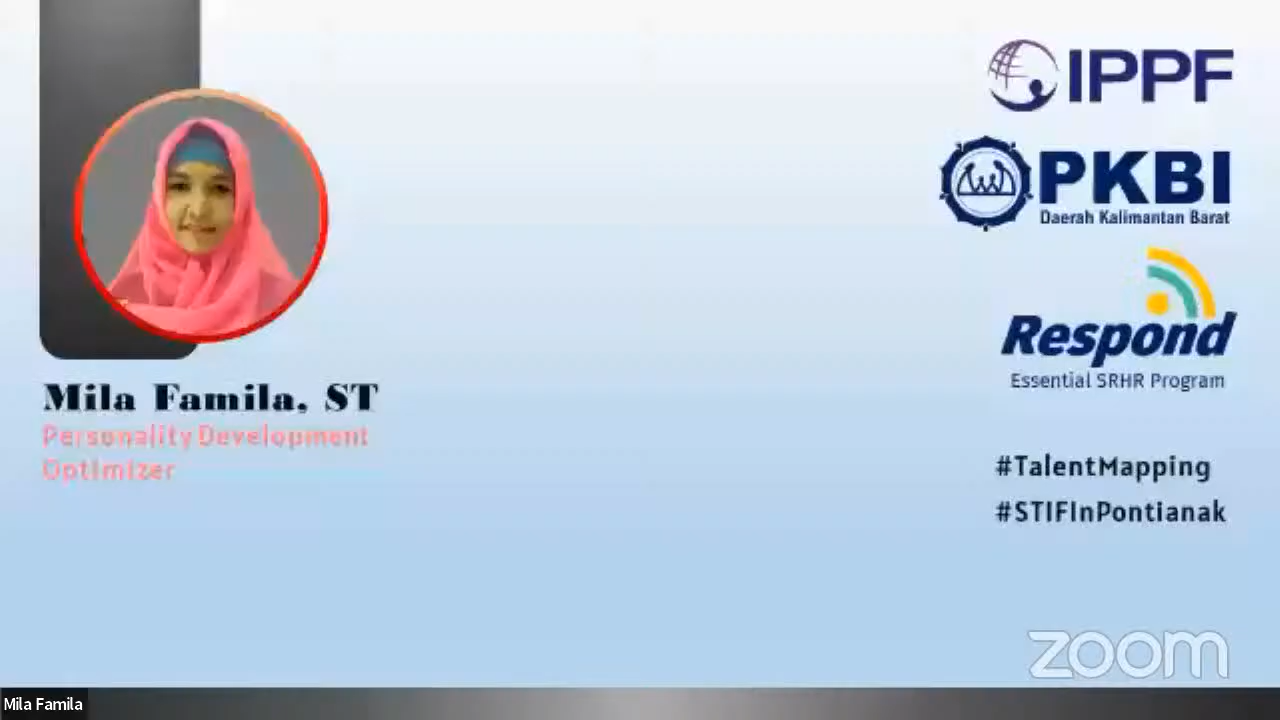 IPPF
PKBI
Daerah Kalimantan Barat
Respond
Essential SRHR Program
Mila Famila, ST
Personality Development
Optimizer
#TalentMapping
#STIFInPontianak
zoom
Mila Famila